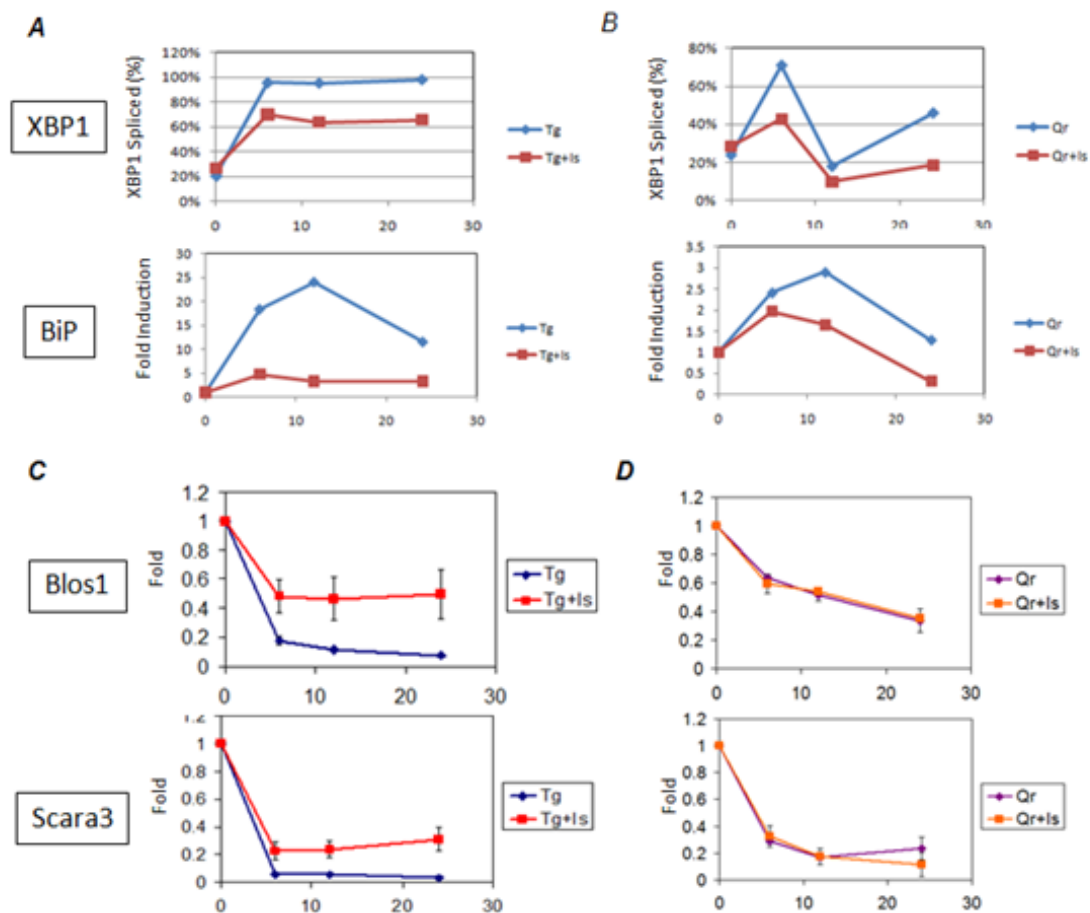 A
B
XBP1
XBP1 Spliced (%)
120%
100%
80%
60%
40%
20%
0%
0 10 20 30
Tg
Tg+Is
XBP1 Spliced (%)
80%
60%
40%
20%
0%
0 10 20 30
Qr
Qr+Is
BiP
Fold Induction
30
25
20
15
10
5
0
0 10 20 30
Tg
Tg+Is
Fold Induction
3.5
3
2.5
2
1.5
1
0.5
0
0 10 20 30
Qr
Qr+Is
C
D
Blos1
Fold
1.2
1
0.8
0.6
0.4
0.2
0
0 10 20 30
Tg
Tg+Is
Fold
1.2
1
0.8
0.6
0.4
0.2
0
0 10 20 30
Qr
Qr+Is
Scara3
Fold
1.2
1
0.8
0.6
0.4
0.2
0
0 10 20 30
Tg
Tg+Is
Fold
1.2
1
0.8
0.6
0.4
0.2
0
0 10 20 30
Qr
Qr+Is